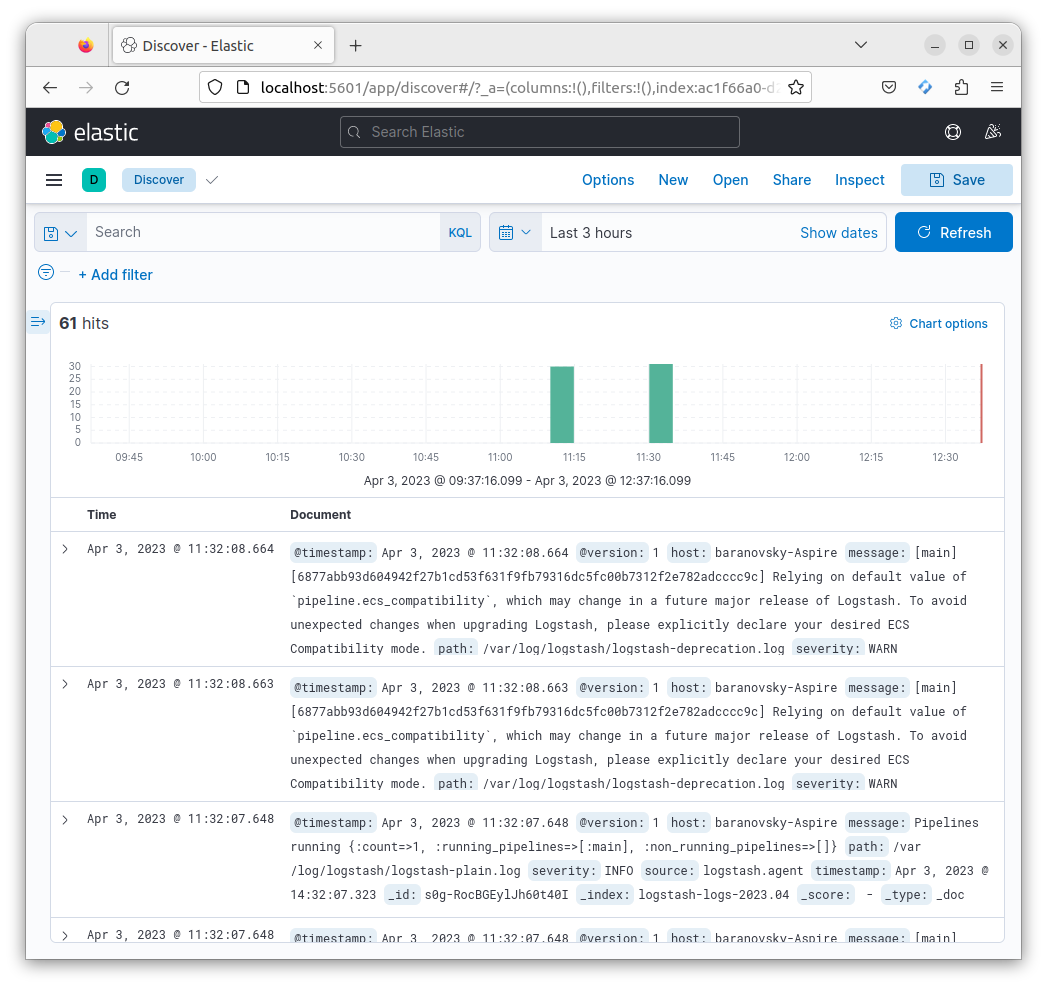 Discover - Elastic
localhost:5601/app/discover#/?_a=(columns:!(),filters:!(),index:ac1f66a0-d
elastic
Search Elastic
D
Discover
Options
New
Open
Share
Inspect
Save
Search
KQL
Last 3 hours
Show dates
Refresh
+ Add filter
61 hits
Chart options
30
25
20
15
10
5
0
09:45 10:00 10:15 10:30 10:45 11:00 11:15 11:30 11:45 12:00 12:15 12:30
Apr 3, 2023 @ 09:37:16.099 - Apr 3, 2023 @ 12:37:16.099
Time Document
Apr 3, 2023 @ 11:32:08.664 @timestamp: Apr 3, 2023 @ 11:32:08.664 @version: 1 host: baranovsky-Aspire message: [main]
[6877abb93d604942f27b1cd53f631f9fb79316dc5fc00b7312f2e782adcccc9c] Relying on default value of
`pipeline.ecs_compatibility`, which may change in a future major release of Logstash. To avoid
unexpected changes when upgrading Logstash, please explicitly declare your desired ECS
Compatibility mode. path: /var/log/logstash/logstash-deprecation.log severity: WARN
Apr 3, 2023 @ 11:32:08.663 @timestamp: Apr 3, 2023 @ 11:32:08.663 @version: 1 host: baranovsky-Aspire message: [main]
[6877abb93d604942f27b1cd53f631f9fb79316dc5fc00b7312f2e782adcccc9c] Relying on default value of
`pipeline.ecs_compatibility`, which may change in a future major release of Logstash. To avoid
unexpected changes when upgrading Logstash, please explicitly declare your desired ECS
Compatibility mode. path: /var/log/logstash/logstash-deprecation.log severity: WARN
Apr 3, 2023 @ 11:32:07.648 @timestamp: Apr 3, 2023 @ 11:32:07.648 @version: 1 host: baranovsky-Aspire message: Pipelines
running {:count=>1, :running_pipelines=>[:main], :non_running_pipelines=>[]} path: /var
/log/logstash/logstash-plain.log severity: INFO source: logstash.agent timestamp: Apr 3, 2023 @
14:32:07.323 _id: s0g-RocBGEylJh60t40I _index: logstash-logs-2023.04 _score: - _type: _doc
Apr 3, 2023 @ 11:32:07.648 @timestamp: Apr 3, 2023 @ 11:32:07.648 @version: 1 host: baranovsky-Aspire message: [main]